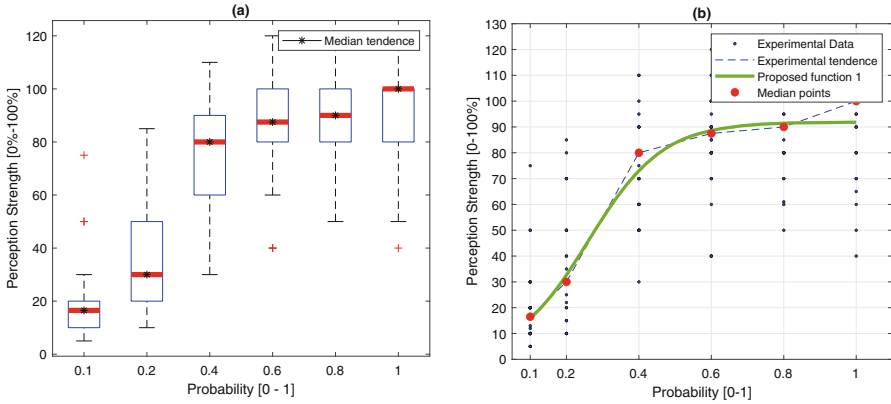 (a)
Median tendence
Perception Strength [0%-100%]
120
100
80
60
40
20
0
0.1 0.2 0.4 0.6 0.8 1
Probability [0 - 1]
(b)
Experimental Data
Experimental tendence
Proposed function 1
Median points
Perception Strength [0-100%]
130
120
110
100
90
80
70
60
50
40
30
20
10
0
0.1 0.2 0.4 0.6 0.8 1
Probability [0-1]